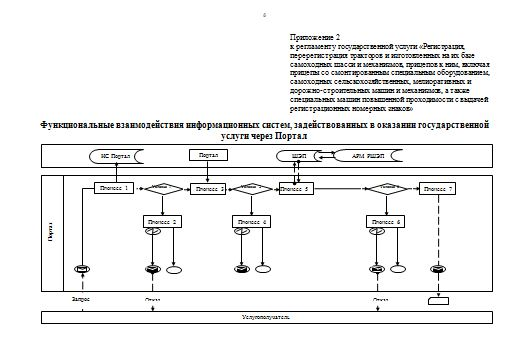 6
Приложение 2
к регламенту государственной услуги «Регистрация,
перерегистрация тракторов и изготовленных на их базе
самоходных шасси и механизмов, прицепов к ним, включая
прицепы со смонтированным специальным оборудованием,
самоходных сельскохозяйственных, мелиоративных и
дорожно-строительных машин и механизмов, а также
специальных машин повышенной проходимости с выдачей
регистрационных номерных знаков»
Функциональные взаимодействия информационных систем, задействованных в оказании государственной
услуги через Портал
ИС Портал
Портал
ШЭП
АРМ РШЭП
Портал
Процесс 1
Процесс 3
Процесс 5
Процесс 7
Процесс 2
Процесс 4
Процесс 6
Запрос
Отказ
Отказ
Услугополучатель